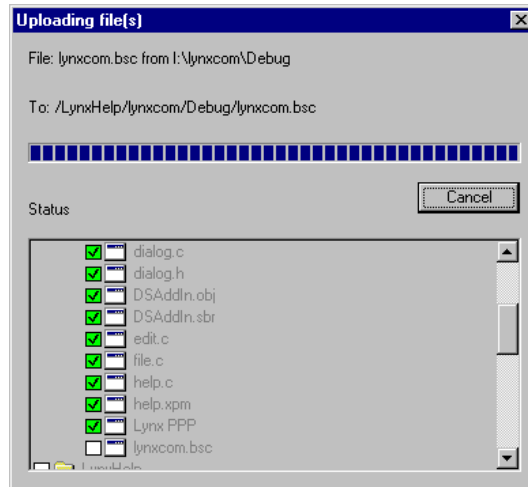 Uploading file(s)
File: lynxcom.bsc from I:\lynxcom\Debug
To: /LynxHelp/lynxcom/Debug/lynxcom.bsc
Cancel
Status
dialog.c
dialog.h
DSAddIn.obj
DSAddIn.sbr
edit.c
file.c
help.c
help.xpm
Lynx PPP
lynxcom.bsc
LynxHelp